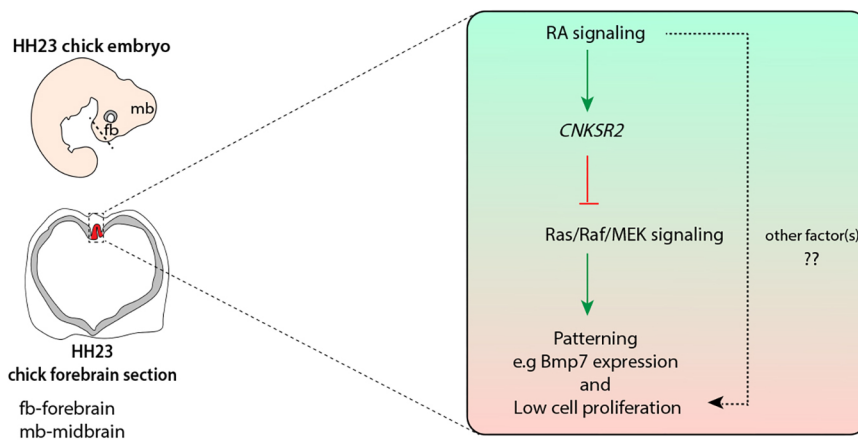 HH23 chick embryo
mb
fb
HH23
chick forebrain section
fb-forebrain
mb-midbrain
RA signaling
CNKSR2
Ras/Raf/MEK signaling
other factor(s)
??
Patterning
e.g Bmp7 expression
and
Low cell proliferation